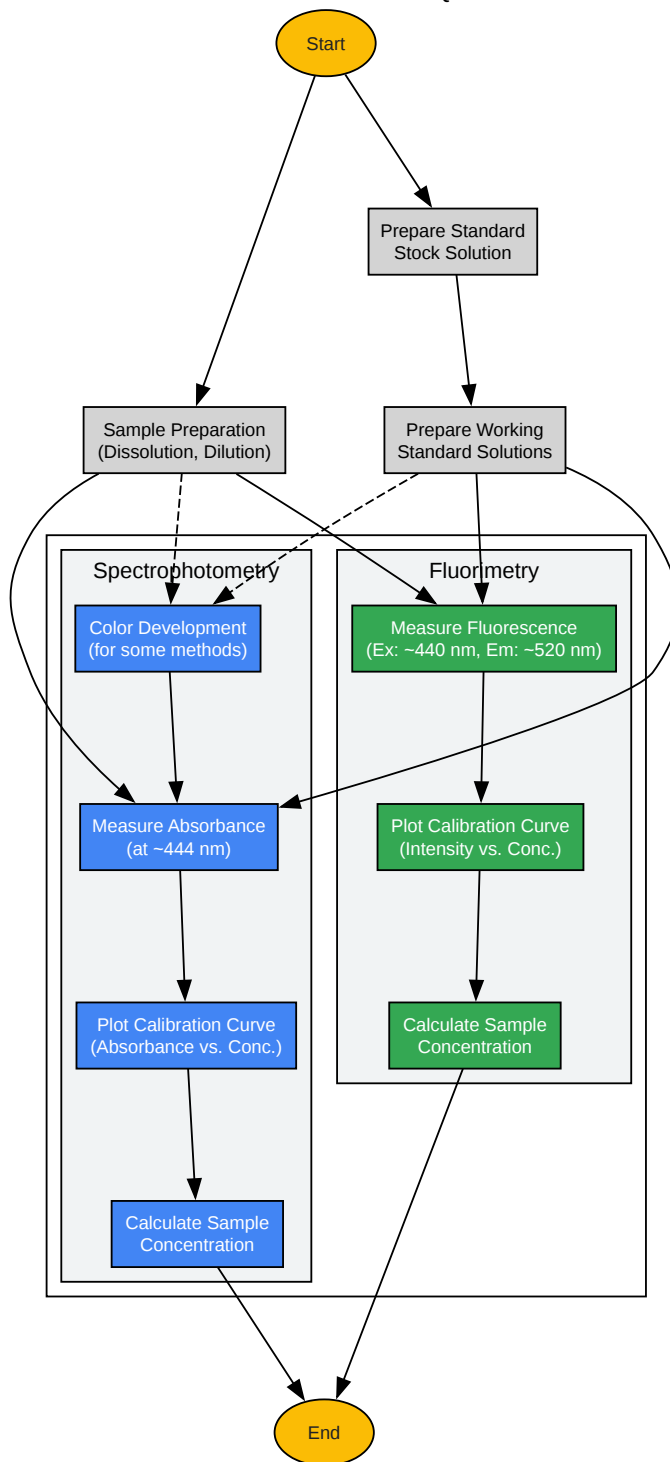 Start
Prepare Standard
Stock Solution
Sample Preparation
(Dissolution, Dilution)
Prepare Working
Standard Solutions
Spectrophotometry
Fluorimetry
Color Development
(for some methods)
Measure Fluorescence
(Ex: ~440 nm, Em: ~520 nm)
Measure Absorbance
(at ~444 nm)
Plot Calibration Curve
(Intensity vs. Conc.)
Plot Calibration Curve
(Absorbance vs. Conc.)
Calculate Sample
Concentration
Calculate Sample
Concentration
End